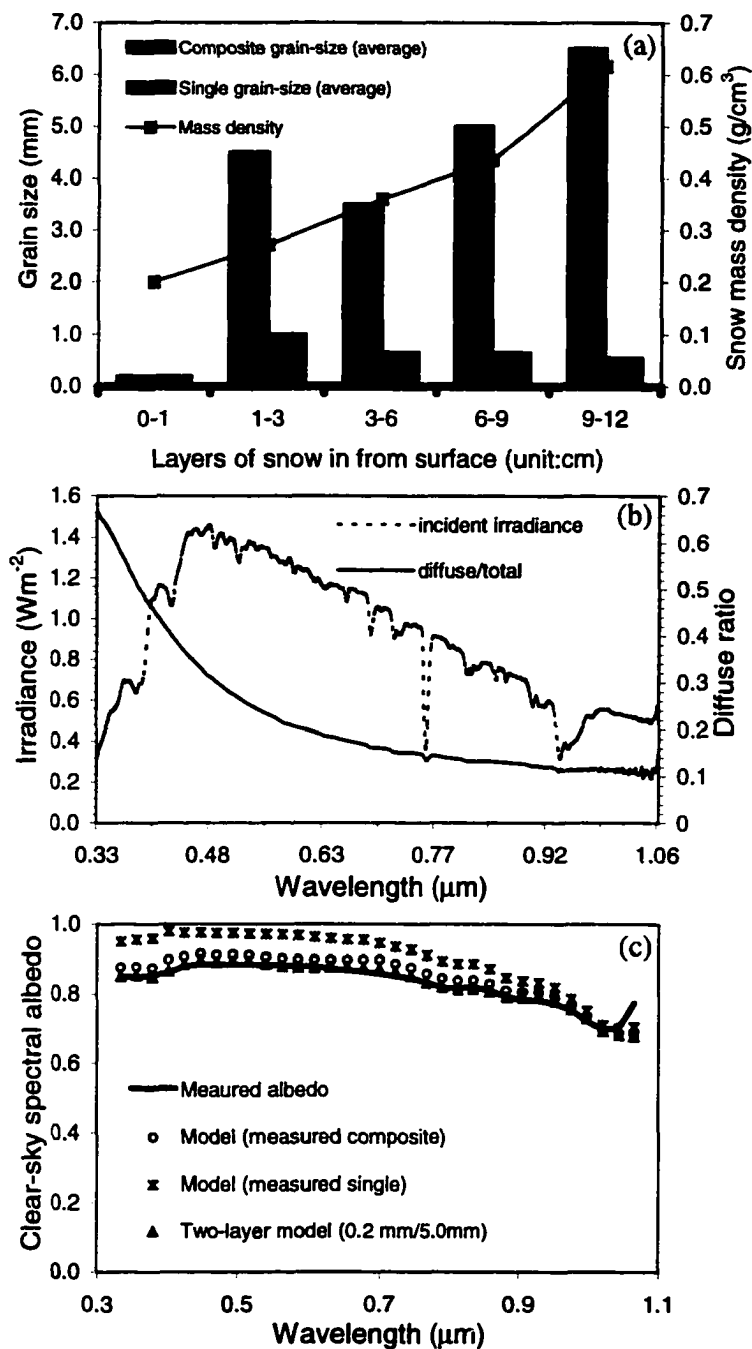 (a)
Composite grain-size (average)
Single grain-size (average)
Mass density
Grain size (mm)
7.0
6.0
5.0
4.0
3.0
2.0
1.0
0.0
Snow mass density (g/cm³)
0.7
0.6
0.5
0.4
0.3
0.2
0.1
0.0
0-1 1-3 3-6 6-9 9-12
Layers of snow in from surface (unit:cm)
(b)
incident irradiance
diffuse/total
Irradiance (Wm⁻²)
1.6
1.4
1.2
1.0
0.8
0.6
0.4
0.2
0.0
Diffuse ratio
0.7
0.6
0.5
0.4
0.3
0.2
0.1
0
0.33 0.48 0.63 0.77 0.92 1.06
Wavelength (μm)
(c)
Clear-sky spectral albedo
1.0
0.8
0.6
0.4
0.2
0.0
Meaured albedo
Model (measured composite)
Model (measured single)
Two-layer model (0.2 mm/5.0mm)
0.3 0.5 0.7 0.9 1.1
Wavelength (μm)